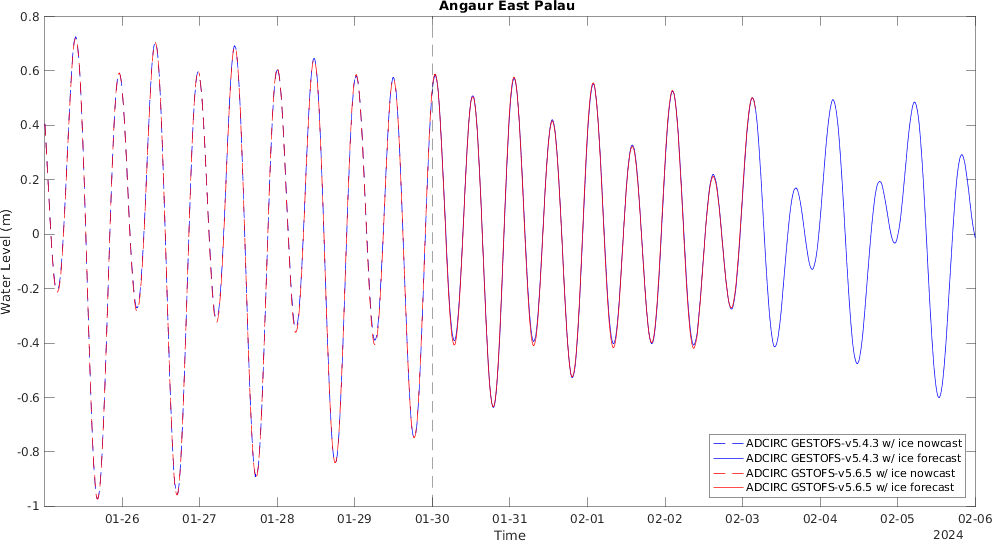 Angaur East Palau
0.8
0.6
0.4
0.2
0
-0.2
-0.4
-0.6
-0.8
-1
Water Level (m)
ADCIRC GESTOFS-v5.4.3 w/ ice nowcast
ADCIRC GESTOFS-v5.4.3 w/ ice forecast
ADCIRC GSTOFS-v5.6.5 w/ ice nowcast
ADCIRC GSTOFS-v5.6.5 w/ ice forecast
01-26 01-27 01-28 01-29 01-30 01-31 02-01 02-02 02-03 02-04 02-05 02-06
Time
2024